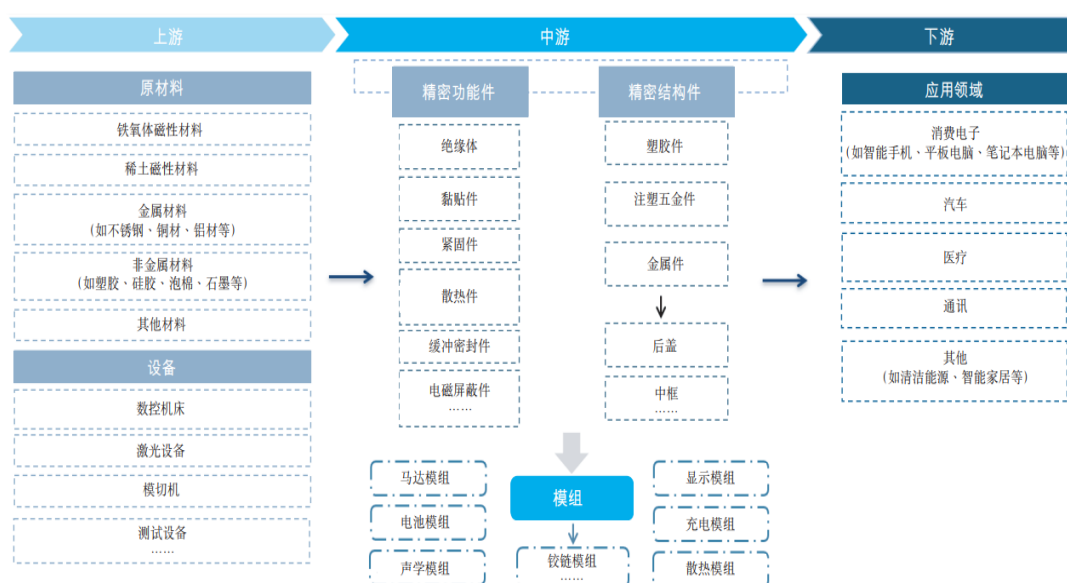 上游
中游
下游
原材料
铁氧体磁性材料
稀土磁性材料
金属材料
(如不锈钢、铜材、铝材等)
非金属材料
(如塑胶、硅胶、泡棉、石墨等)
其他材料
设备
数控机床
激光设备
模切机
测试设备
……
精密功能件
绝缘体
黏贴件
紧固件
散热件
缓冲密封件
电磁屏蔽件
……
精密结构件
塑胶件
注塑五金件
金属件
后盖
中框
……
模组
马达模组
电池模组
声学模组
铰链模组
……
显示模组
充电模组
散热模组
应用领域
消费电子
(如智能手机、平板电脑、笔记本电脑等)
汽车
医疗
通讯
其他
(如清洁能源、智能家居等)